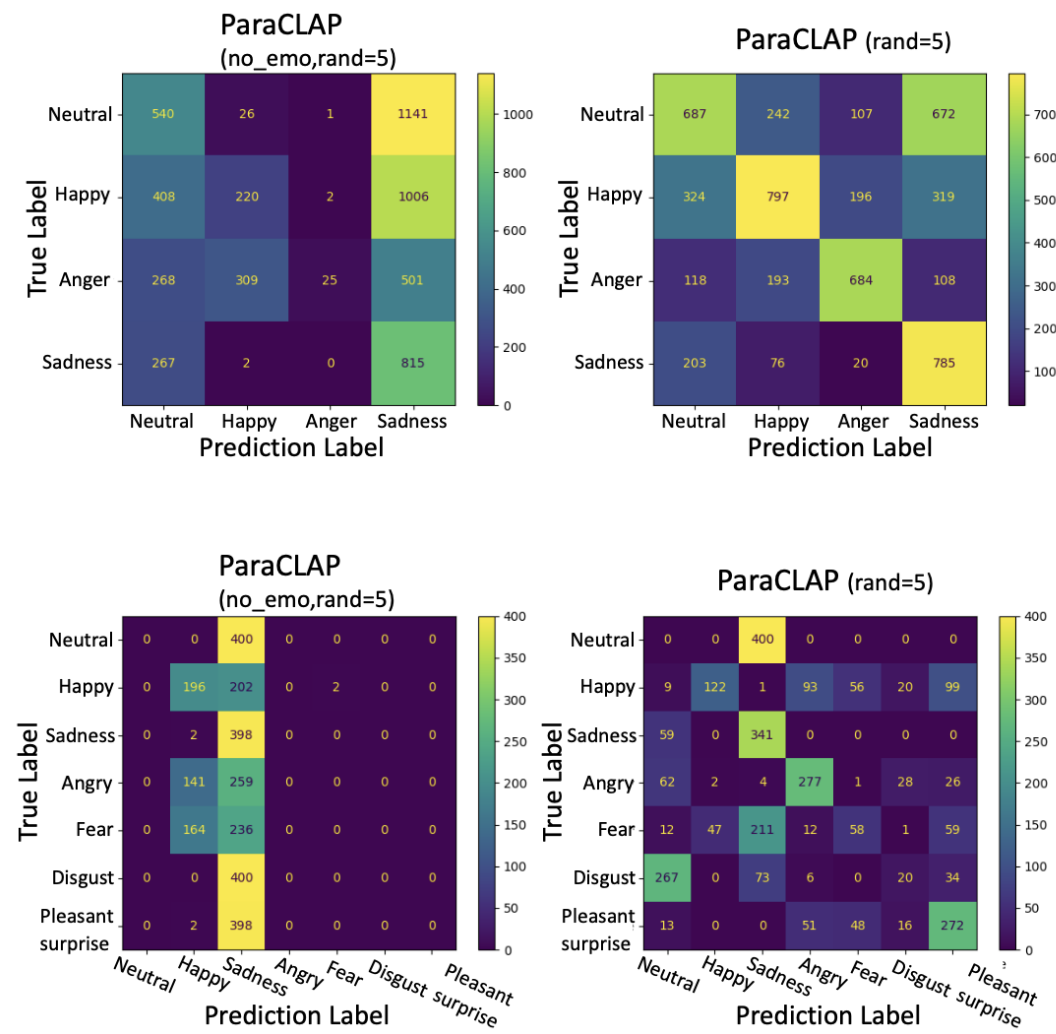 ParaCLAP
(no_emo,rand=5)
True Label
Neutral 540 26 1 1141
Happy 408 220 2 1006
Anger 268 309 25 501
Sadness 267 2 0 815
Neutral Happy Anger Sadness
Prediction Label
1000
800
600
400
200
0
ParaCLAP (rand=5)
True Label
Neutral 687 242 107 672
Happy 324 797 196 319
Anger 118 193 684 108
Sadness 203 76 20 785
Neutral Happy Anger Sadness
Prediction Label
700
600
500
400
300
200
100
ParaCLAP
(no_emo,rand=5)
True Label
Neutral 0 0 400 0 0 0 0
Happy 0 196 202 0 2 0 0
Sadness 0 2 398 0 0 0 0
Angry 0 141 259 0 0 0 0
Fear 0 164 236 0 0 0 0
Disgust 0 0 400 0 0 0 0
Pleasant
surprise 0 2 398 0 0 0 0
Neutral Happy Sadness Angry Fear Disgust Pleasant
surprise
Prediction Label
400
350
300
250
200
150
100
50
0
ParaCLAP (rand=5)
True Label
Neutral 0 0 400 0 0 0 0
Happy 9 122 1 93 56 20 99
Sadness 59 0 341 0 0 0 0
Angry 62 2 4 277 1 28 26
Fear 12 47 211 12 58 1 59
Disgust 267 0 73 6 0 20 34
Pleasant
surprise 13 0 0 51 48 16 272
Neutral Happy Sadness Angry Fear Disgust Pleasant
surprise
Prediction Label
400
350
300
250
200
150
100
50
0